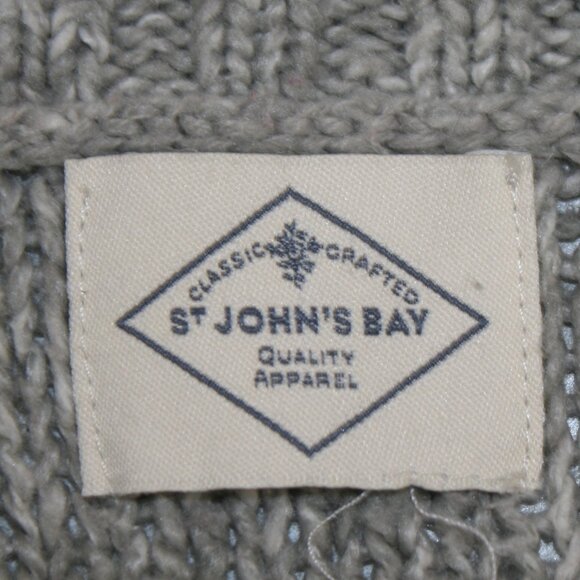 CLASSIC CRAFTED
ST JOHN'S BAY
QUALITY
APPAREL